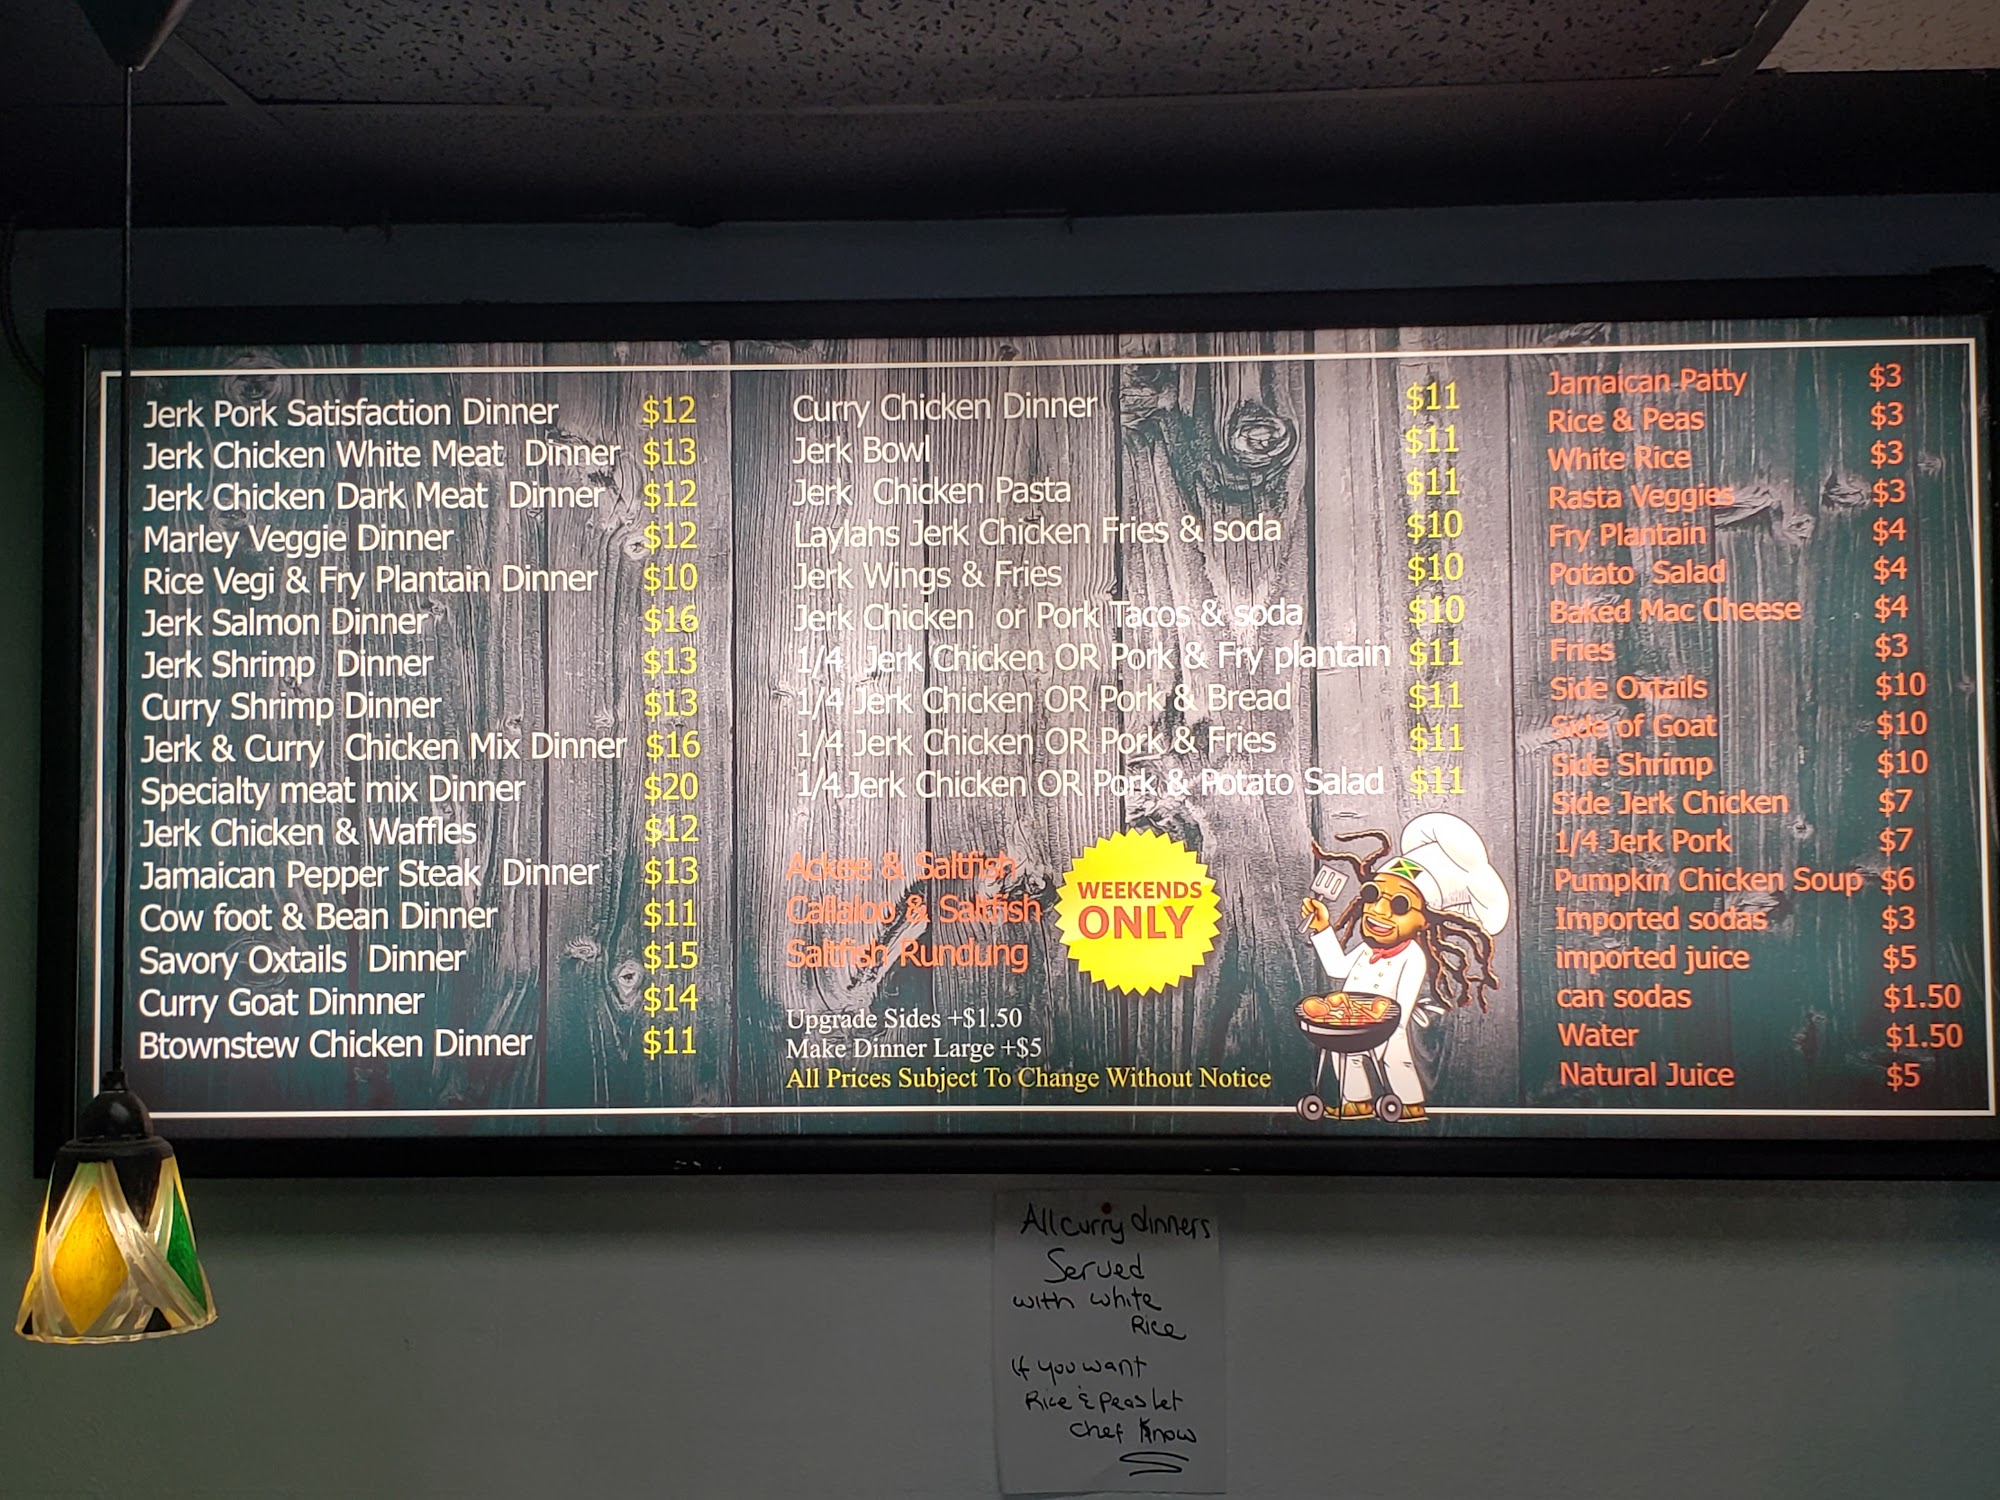 Jerk Pork Satisfaction Dinner $12
Jerk Chicken White Meat Dinner $13
Jerk Chicken Dark Meat Dinner $12
Marley Veggie Dinner $12
Rice Vegi & Fry Plantain Dinner $10
Jerk Salmon Dinner $16
Jerk Shrimp Dinner $13
Curry Shrimp Dinner $13
Jerk & Curry Chicken Mix Dinner $16
Specialty meat mix Dinner $20
Jerk Chicken & Waffles $12
Jamaican Pepper Steak Dinner $13
Cow foot & Bean Dinner $11
Savory Oxtails Dinner $15
Curry Goat Dinnner $14
Btownstew Chicken Dinner $11
Curry Chicken Dinner $11
Jerk Bowl $11
Jerk Chicken Pasta $11
Laylahs Jerk Chicken Fries & soda $10
Jerk Wings & Fries $10
Jerk Chicken or Pork Tacos & soda $10
1/4 Jerk Chicken OR Pork & Fry plantain $11
1/4 Jerk Chicken OR Pork & Bread $11
1/4 Jerk Chicken OR Pork & Fries $11
1/4 Jerk Chicken OR Pork & Potato Salad $11
Ackee & Saltfish
Callaloo & Saltfish
Saltfish Rundung
WEEKENDS
ONLY
Upgrade Sides +$1.50
Make Dinner Large +$5
All Prices Subject To Change Without Notice
Jamaican Patty $3
Rice & Peas $3
White Rice $3
Rasta Veggies $3
Fry Plantain $4
Potato Salad $4
Baked Mac Cheese $4
Fries $3
Side Oxtails $10
Side of Goat $10
Side Shrimp $10
Side Jerk Chicken $7
1/4 Jerk Pork $7
Pumpkin Chicken Soup $6
Imported sodas $3
imported juice $5
can sodas $1.50
Water $1.50
Natural Juice $5
All curry dinners
Served
with white
Rice
If you want
Rice & Peas let
chef know